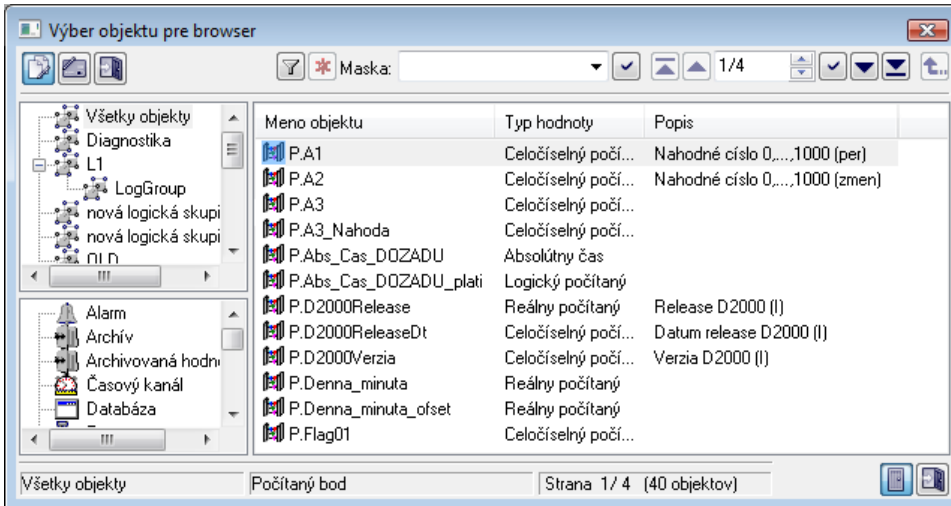 Výber objektu pre browser
Maska:
1/4
Všetky objekty
Diagnostika
L1
LogGroup
nová logická skupi
nová logická skupi
OLD
Alarm
Archív
Archivovaná hodn
Časový kanál
Databáza
Meno objektu Typ hodnoty Popis
P.A1 Celočíselný počí... Nahodné císlo 0,...,1000 (per)
P.A2 Celočíselný počí... Nahodné císlo 0,...,1000 (zmen)
P.A3 Celočíselný počí...
P.A3_Nahoda Celočíselný počí...
P.Abs_Cas_DOZADU Absolútny čas
P.Abs_Cas_DOZADU_plati Logický počítaný
P.D2000Release Reálny počítaný Release D2000 (I)
P.D2000ReleaseDt Celočíselný počí... Datum release D2000 (I)
P.D2000Verzia Celočíselný počí... Verzia D2000 (I)
P.Denna_minuta Reálny počítaný
P.Denna_minuta_ofset Reálny počítaný
P.Flag01 Celočíselný počí...
Všetky objekty Počítaný bod Strana 1/ 4 (40 objektov)